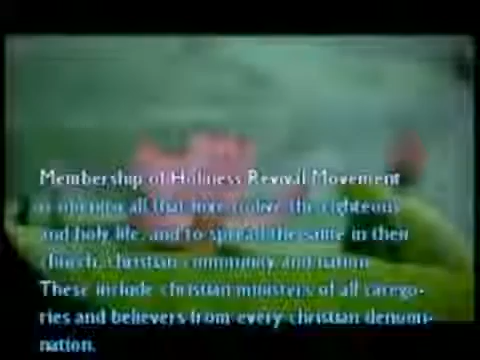 Membership of Holiness Revival Movement
is open to all that love to live the righteous
and holy life, and to spread the same in their
church, christian community and nation.
These include christian ministers of all catego-
ries and believers from every christian denomi-
nation.